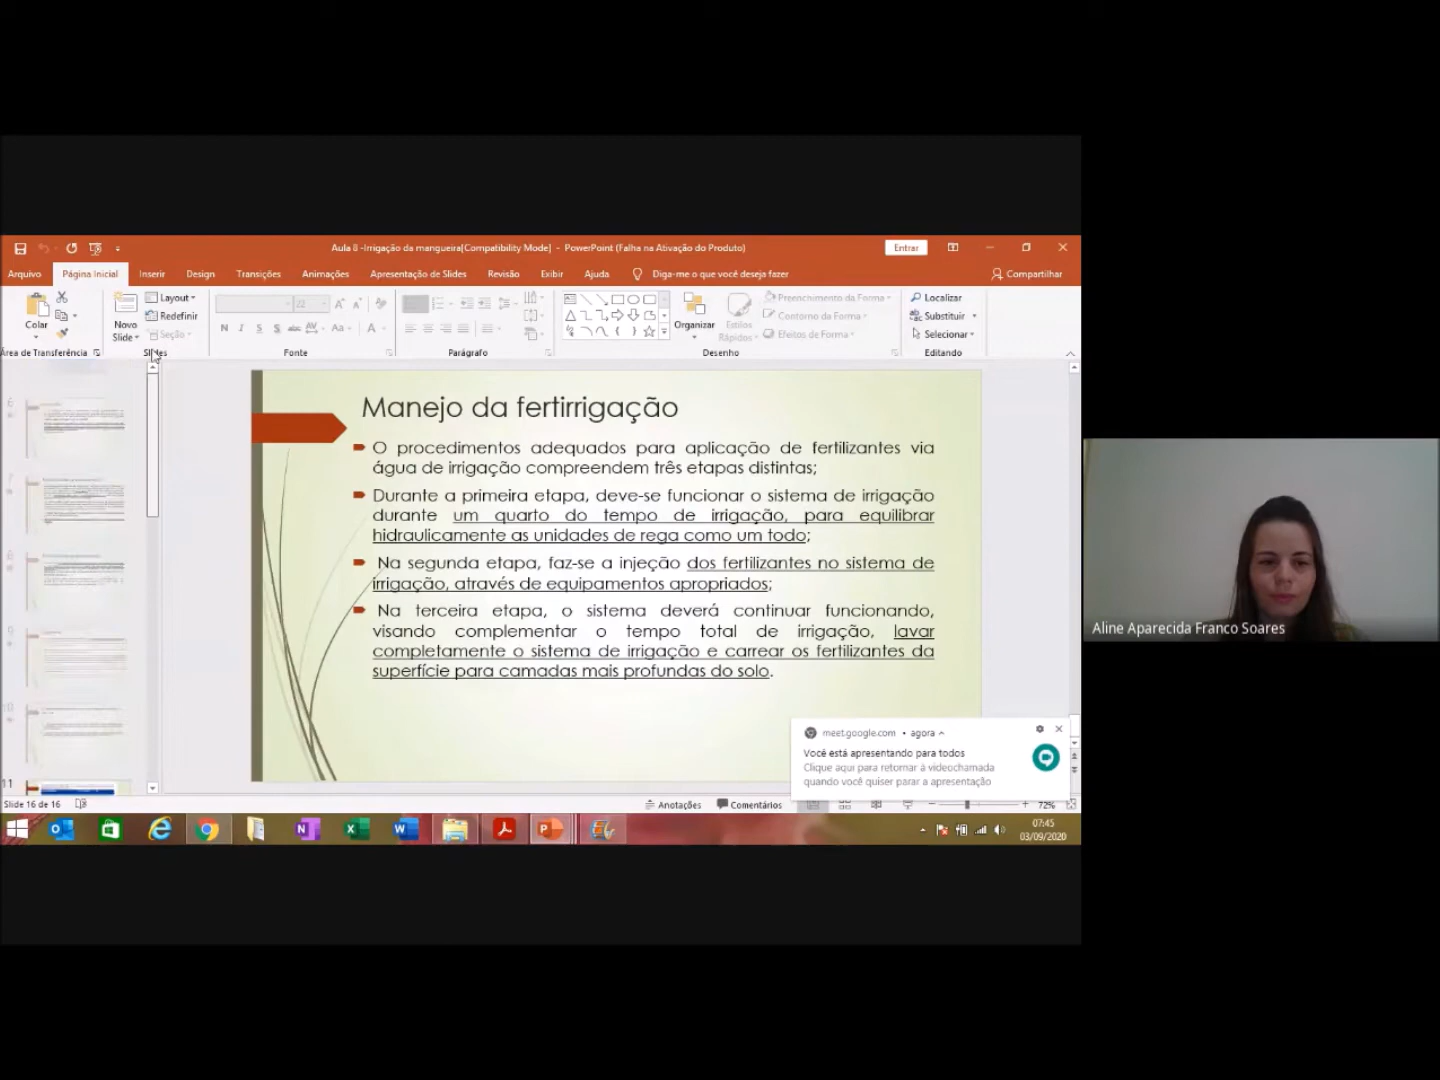 Aula 8 -Irrigação da mangueira[Compatibility Mode] - PowerPoint (Falha na Ativação do Produto)
Entrar
Arquivo
Página Inicial
Inserir
Design
Transições
Animações
Apresentação de Slides
Revisão
Exibir
Ajuda
Diga-me o que você deseja fazer
Compartilhar
Colar
Novo
Slide
Layout
Redefinir
Seção
Área de Transferência
Slides
Fonte
Parágrafo
Organizar
Estilos
Rápidos
Preenchimento da Forma
Contorno da Forma
Efeitos de Forma
Desenho
Localizar
Substituir
Selecionar
Editando
6
7
8
9
10
11
Manejo da fertirrigação
O procedimentos adequados para aplicação de fertilizantes via
água de irrigação compreendem três etapas distintas;
Durante a primeira etapa, deve-se funcionar o sistema de irrigação
durante um quarto do tempo de irrigação, para equilibrar
hidraulicamente as unidades de rega como um todo;
Na segunda etapa, faz-se a injeção dos fertilizantes no sistema de
irrigação, através de equipamentos apropriados;
Na terceira etapa, o sistema deverá continuar funcionando,
visando complementar o tempo total de irrigação, lavar
completamente o sistema de irrigação e carrear os fertilizantes da
superfície para camadas mais profundas do solo.
meet.google.com • agora
Você está apresentando para todos
Clique aqui para retornar à videochamada
quando você quiser parar a apresentação
Slide 16 de 16
Anotações
Comentários
72%
07:45
03/09/2020
Aline Aparecida Franco Soares